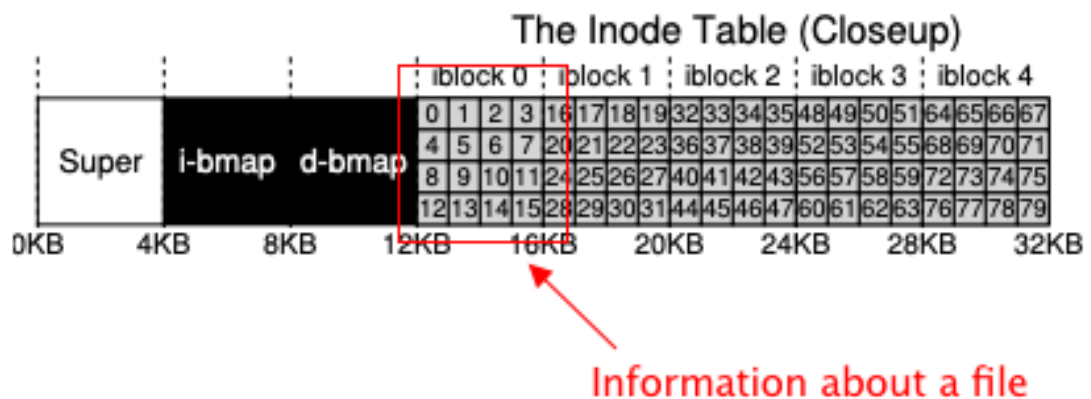 The Inode Table (Closeup)
iblock 0 iblock 1 iblock 2 iblock 3 iblock 4
0 1 2 3 16 17 18 19 32 33 34 35 48 49 50 51 64 65 66 67
4 5 6 7 20 21 22 23 36 37 38 39 52 53 54 55 68 69 70 71
Super i-bmap d-bmap
8 9 10 11 24 25 26 27 40 41 42 43 56 57 58 59 72 73 74 75
12 13 14 15 28 29 30 31 44 45 46 47 60 61 62 63 76 77 78 79
0KB 4KB 8KB 12KB 16KB 20KB 24KB 28KB 32KB
Information about a file